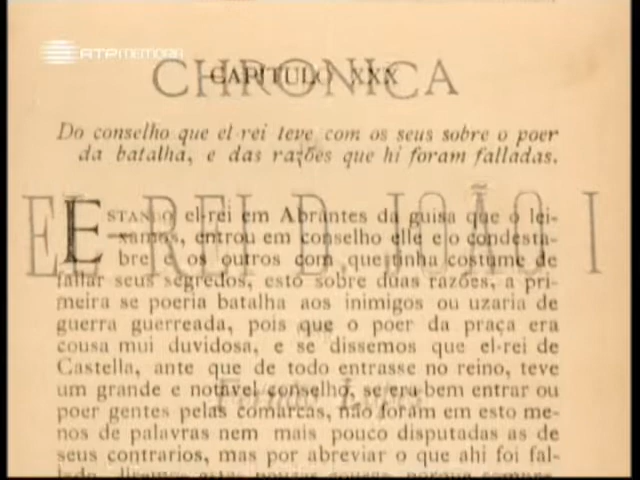 RTP MEMÓRIA
CHRONICA
CAPITULO XXX
Do conselho que el-rei teve com os seus sobre o poer
da batalha, e das razões que hi foram falladas.
EL-REI D. JOÃO I
ESTANDO el-rei em Abrantes da guisa que o lei-
xamos, entrou em conselho elle e o condesta-
bre e os outros com que tinha costume de
fallar seus segredos, esto sobre duas razões, a pri-
meira se poeria batalha aos inimigos ou uzaria de
guerra guerreada, pois que o poer da praça era
cousa mui duvidosa, e se dissemos que el-rei de
Castella, ante que de todo entrasse no reino, teve
um grande e notavel conselho, se era bem entrar ou
poer gentes pelas comarcas, não foram em esto me-
nos de palavras nem mais pouco disputadas as de
seus contrarios, mas por abreviar o que ahi foi fal-